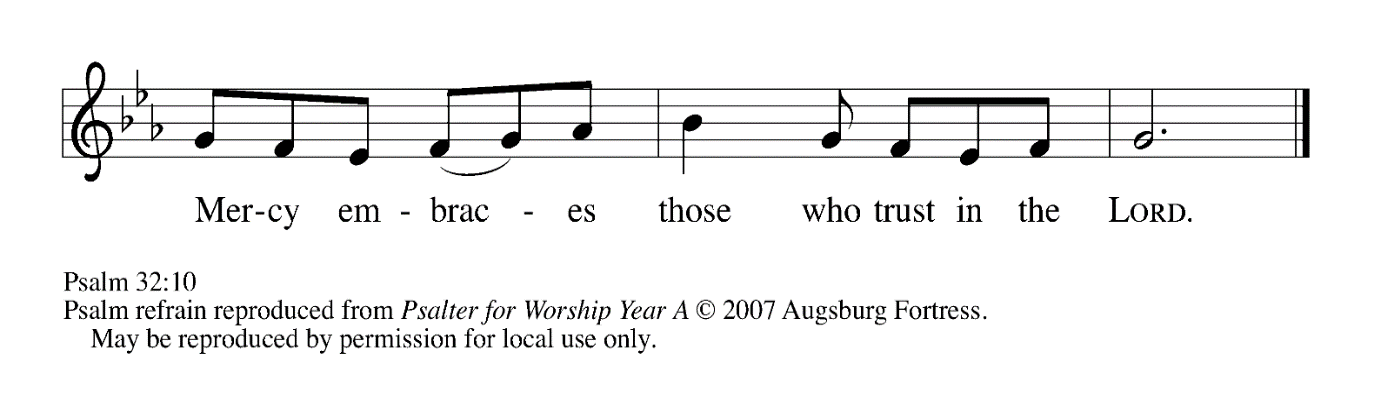 Mer-cy em - brac - es those who trust in the LORD.
Psalm 32:10
Psalm refrain reproduced from Psalter for Worship Year A © 2007 Augsburg Fortress.
May be reproduced by permission for local use only.